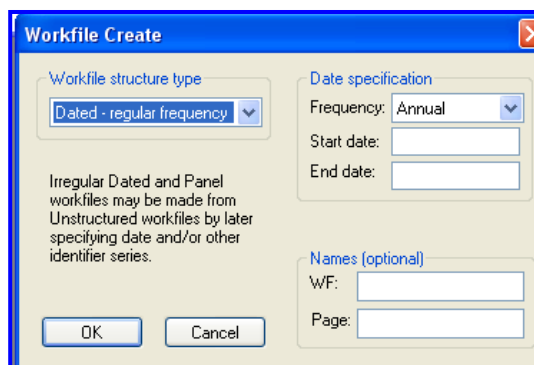 Workfile Create
Workfile structure type
Dated - regular frequency
Irregular Dated and Panel
workfiles may be made from
Unstructured workfiles by later
specifying date and/or other
identifier series.
OK
Cancel
Date specification
Frequency: Annual
Start date:
End date:
Names (optional)
WF:
Page: